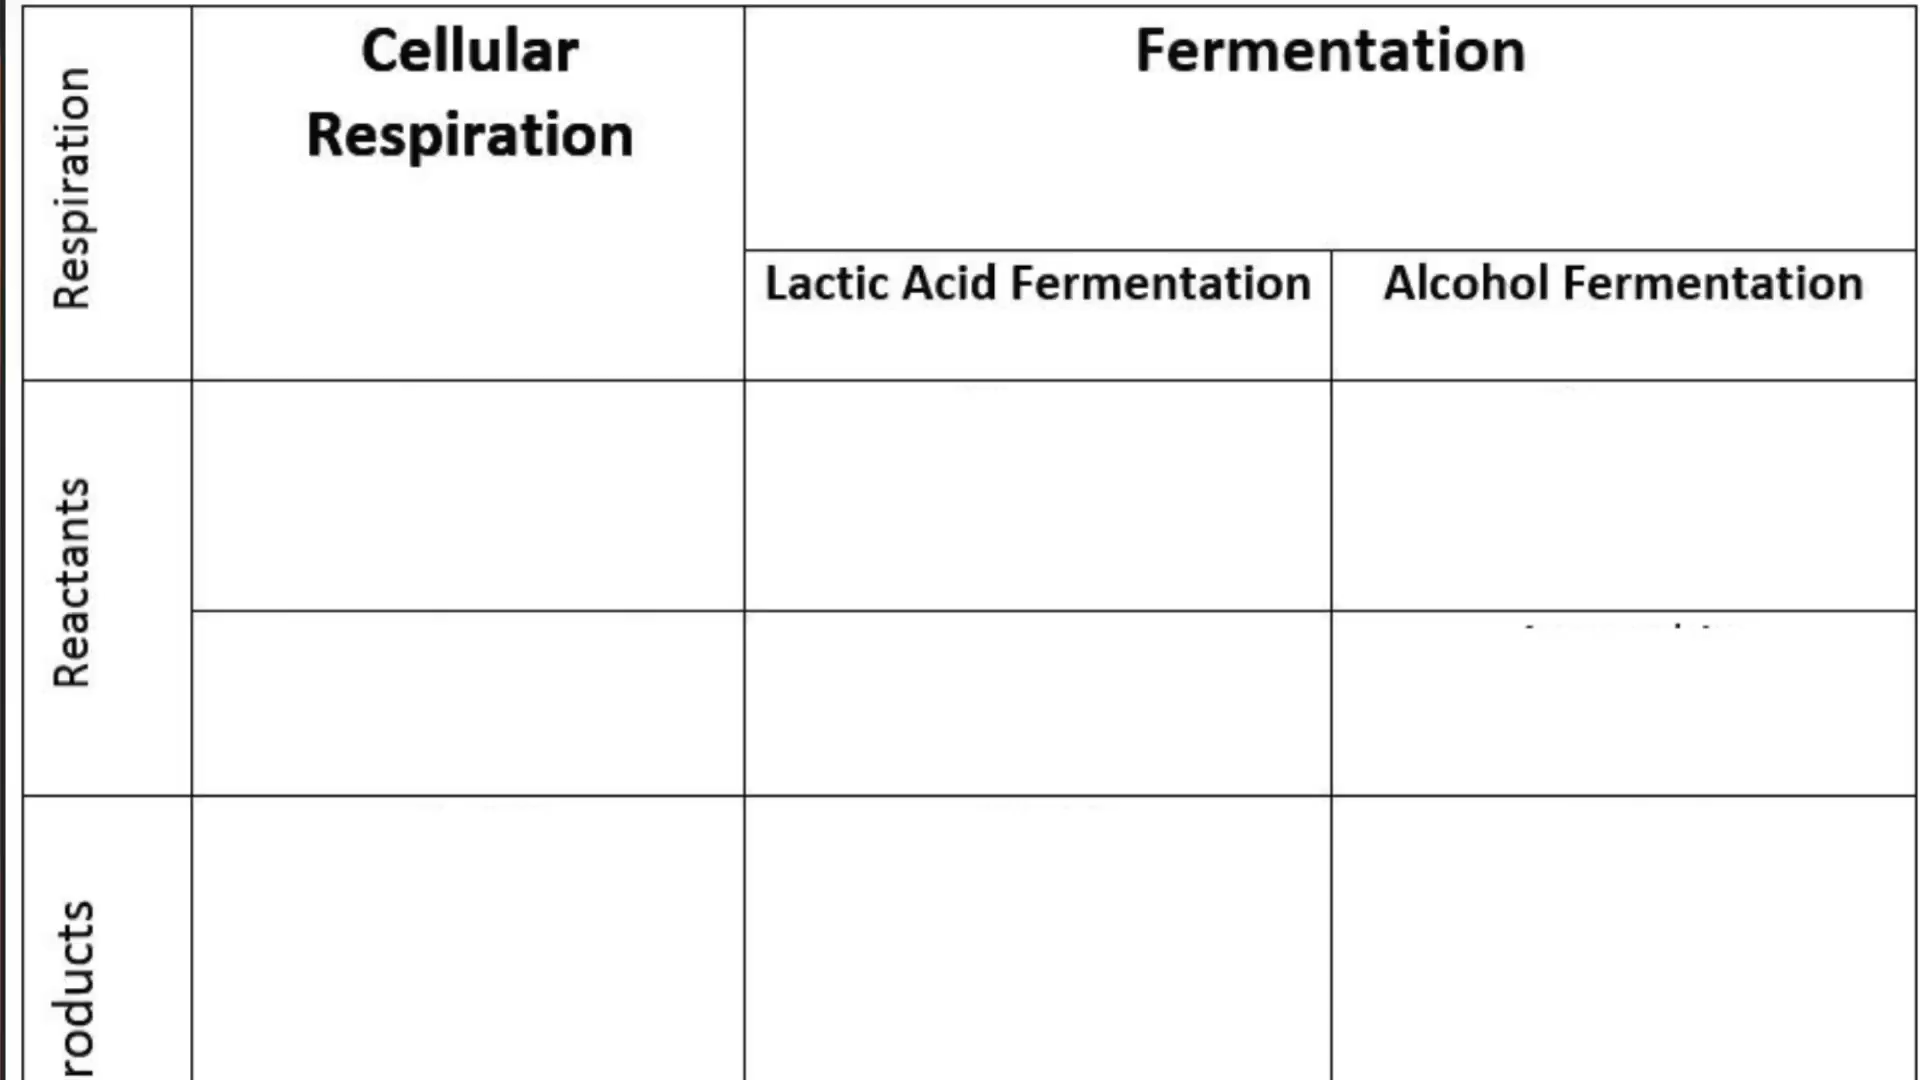 Respiration
Cellular
Respiration
Fermentation
Lactic Acid Fermentation
Alcohol Fermentation
Reactants
roducts